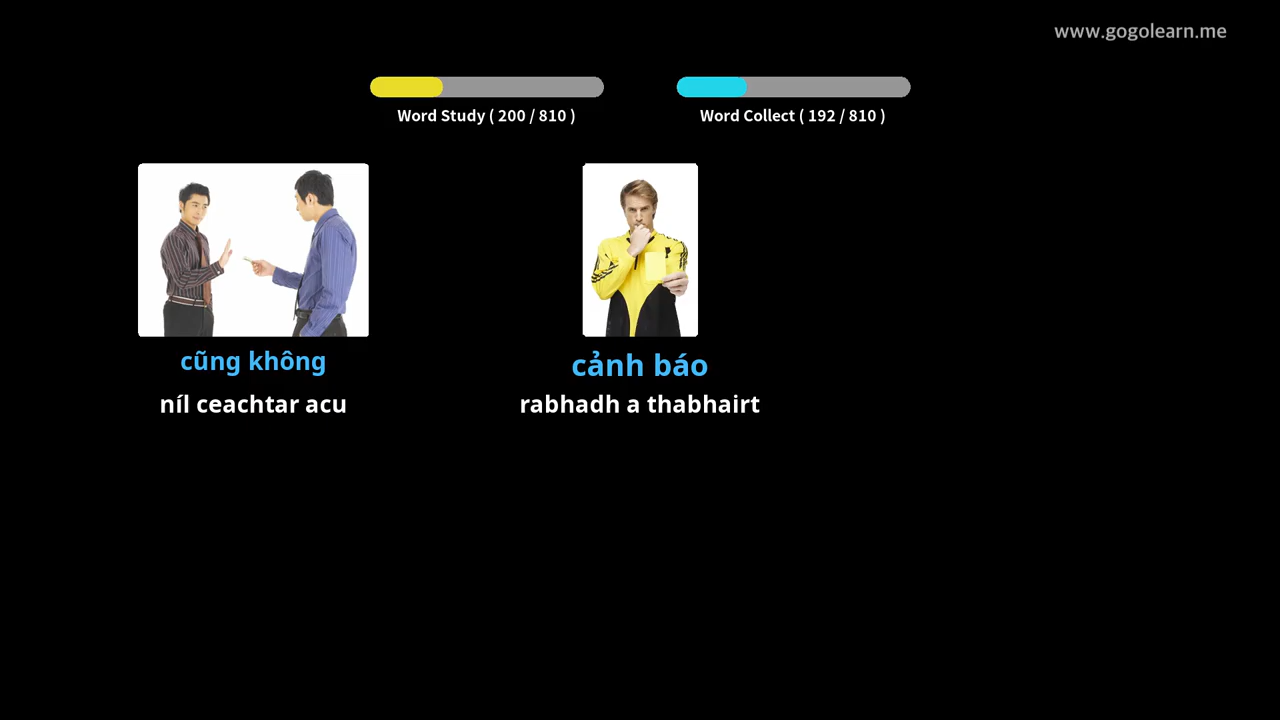 www.gogolearn.me
Word Study ( 200 / 810 )
Word Collect ( 192 / 810 )
cũng không
níl ceachtar acu
cảnh báo
rabhadh a thabhairt